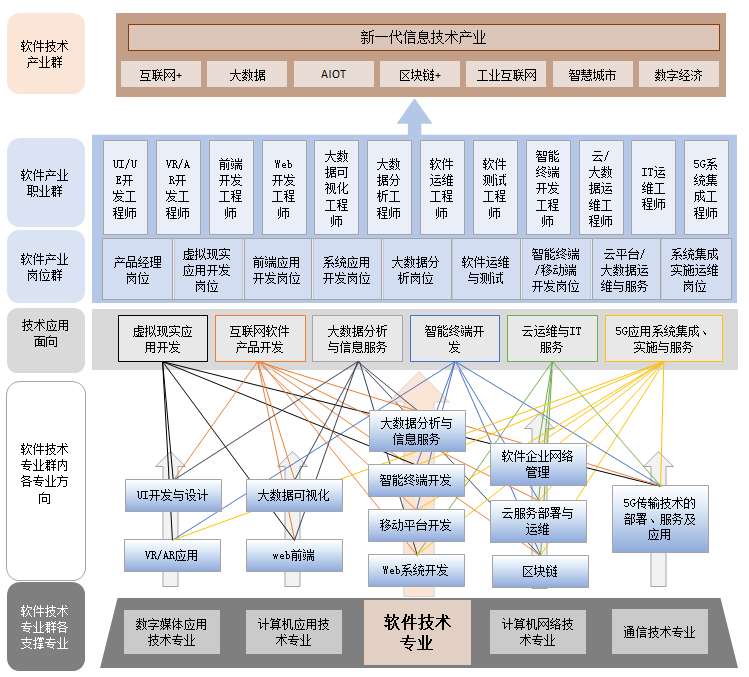 软件技术
产业群
新一代信息技术产业
互联网+
大数据
AIOT
区块链+
工业互联网
智慧城市
数字经济
软件产业
职业群
UI/U
E开
发工
程师
VR/A
R开
发工
程师
前端
开发
工程
师
Web
开发
工程
师
大数
据可
视化
工程
师
大数
据分
析工
程师
软件
运维
工程
师
软件
测试
工程
师
智能
终端
开发
工程
师
云/
大数
据运
维工
程师
IT运
维工
程师
5G系
统集
成工
程师
软件产业
岗位群
产品经理
岗位
虚拟现实
应用开发
岗位
前端应用
开发岗位
系统应用
开发岗位
大数据分
析岗位
软件运维
与测试
智能终端
/移动端
开发岗位
云平台/
大数据运
维与服务
系统集成
实施运维
岗位
技术应用
面向
虚拟现实应
用开发
互联网软件
产品开发
大数据分析
与信息服务
智能终端开
发
云运维与IT
服务
5G应用系统集成、
实施与服务
软件技术
专业群内
各专业方
向
大数据分析与
信息服务
软件企业网络
管理
智能终端开发
UI开发与设计
大数据可视化
5G传输技术的
部署、服务及
应用
移动平台开发
云服务部署与
运维
VR/AR应用
web前端
Web系统开发
区块链
软件技术
专业群各
支撑专业
数字媒体应用
技术专业
计算机应用技
术专业
软件技术
专业
计算机网络技
术专业
通信技术专业